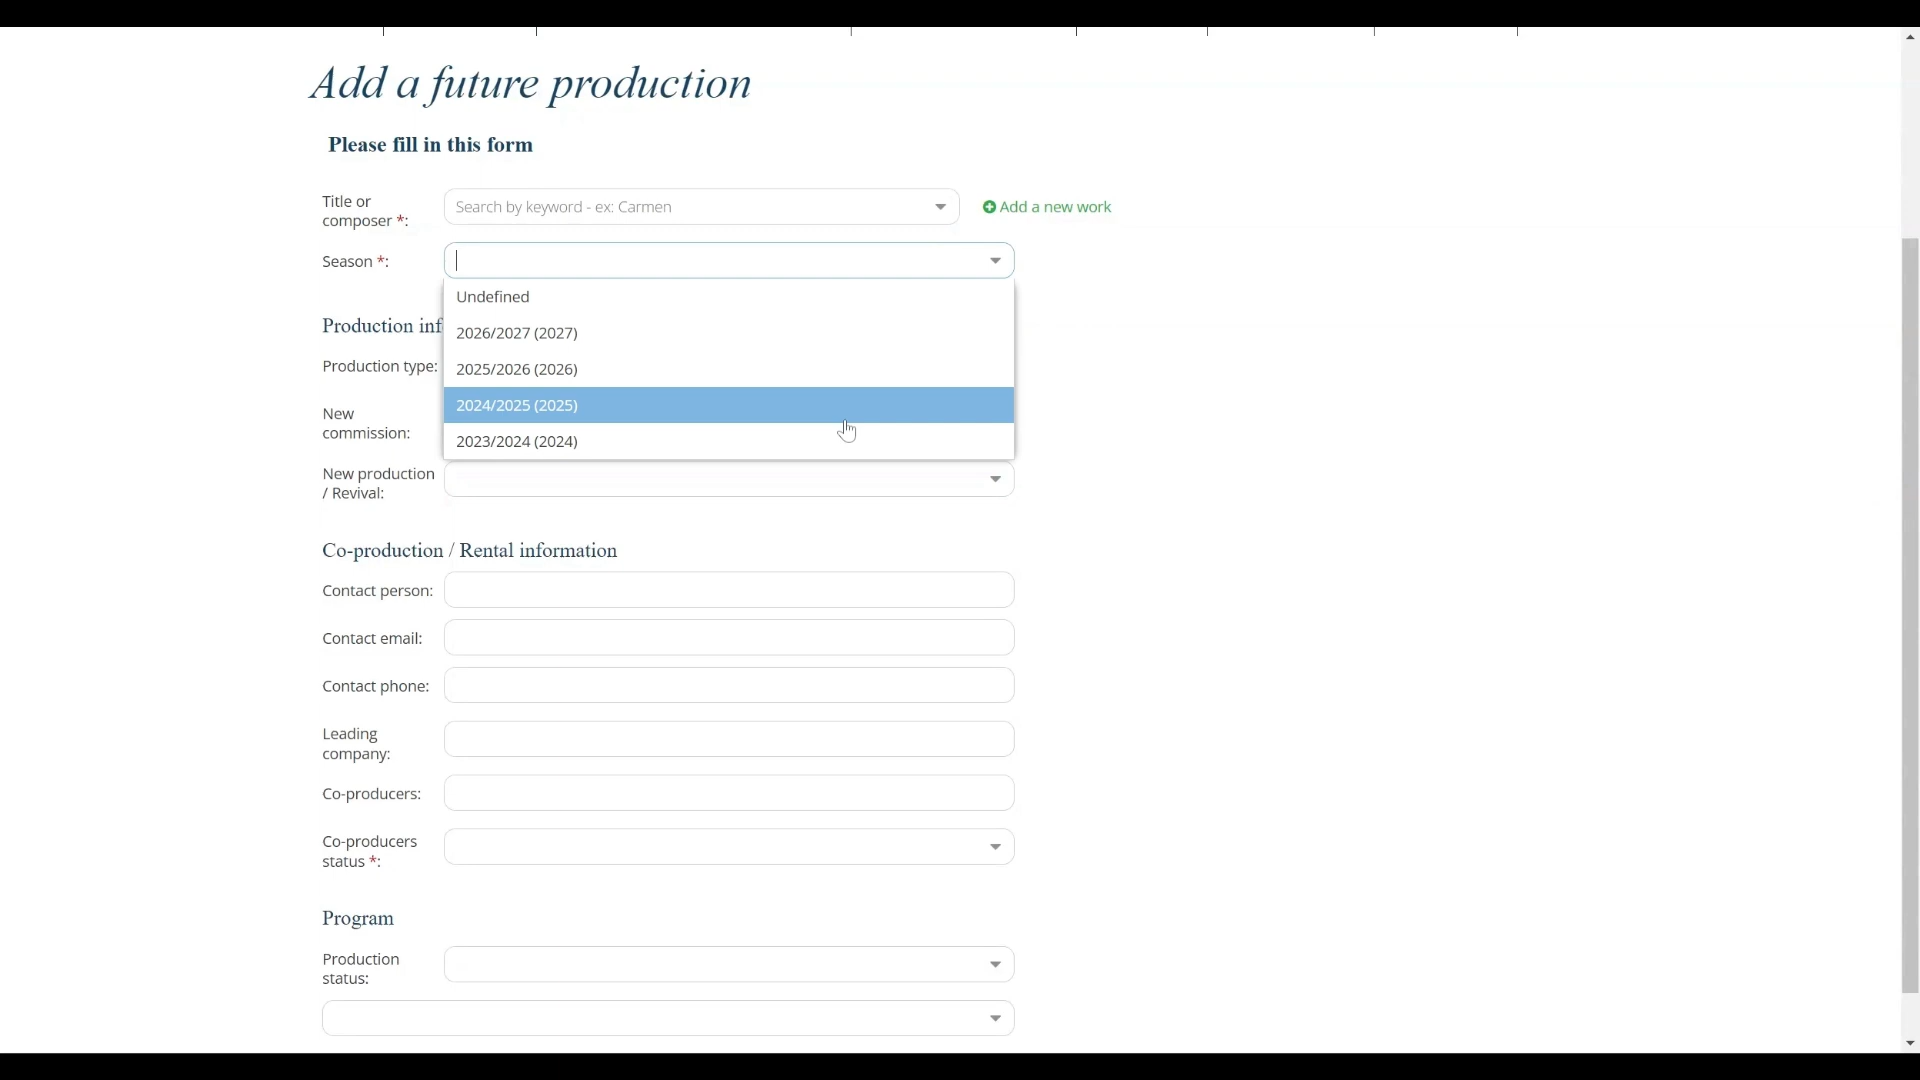 Add a future production
Please fill in this form
Title or
composer *:
Search by keyword - ex: Carmen
Add a new work
Season *:
Undefined
2026/2027 (2027)
2025/2026 (2026)
2024/2025 (2025)
2023/2024 (2024)
Production inf
Production type:
New
commission:
New production
/ Revival:
Co-production / Rental information
Contact person:
Contact email:
Contact phone:
Leading
company:
Co-producers:
Co-producers
status *:
Program
Production
status: